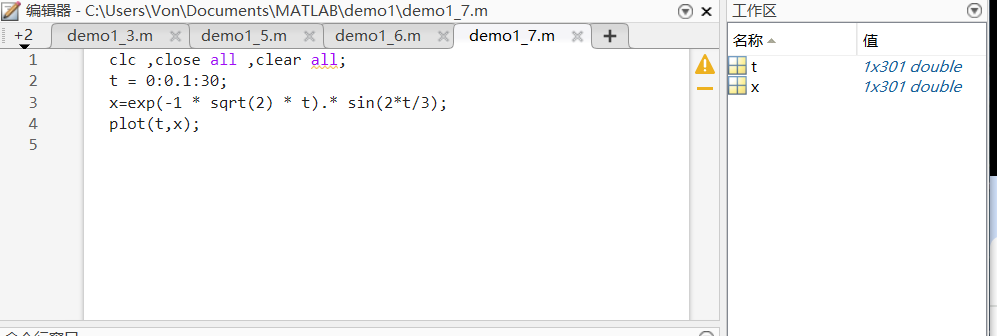 编辑器 - C:\Users\Von\Documents\MATLAB\demo1\demo1_7.m
+2 demo1_3.m demo1_5.m demo1_6.m demo1_7.m
1 clc ,close all ,clear all;
2 t = 0:0.1:30;
3 x=exp(-1 * sqrt(2) * t).* sin(2*t/3);
4 plot(t,x);
5
工作区
名称 值
t 1x301 double
x 1x301 double